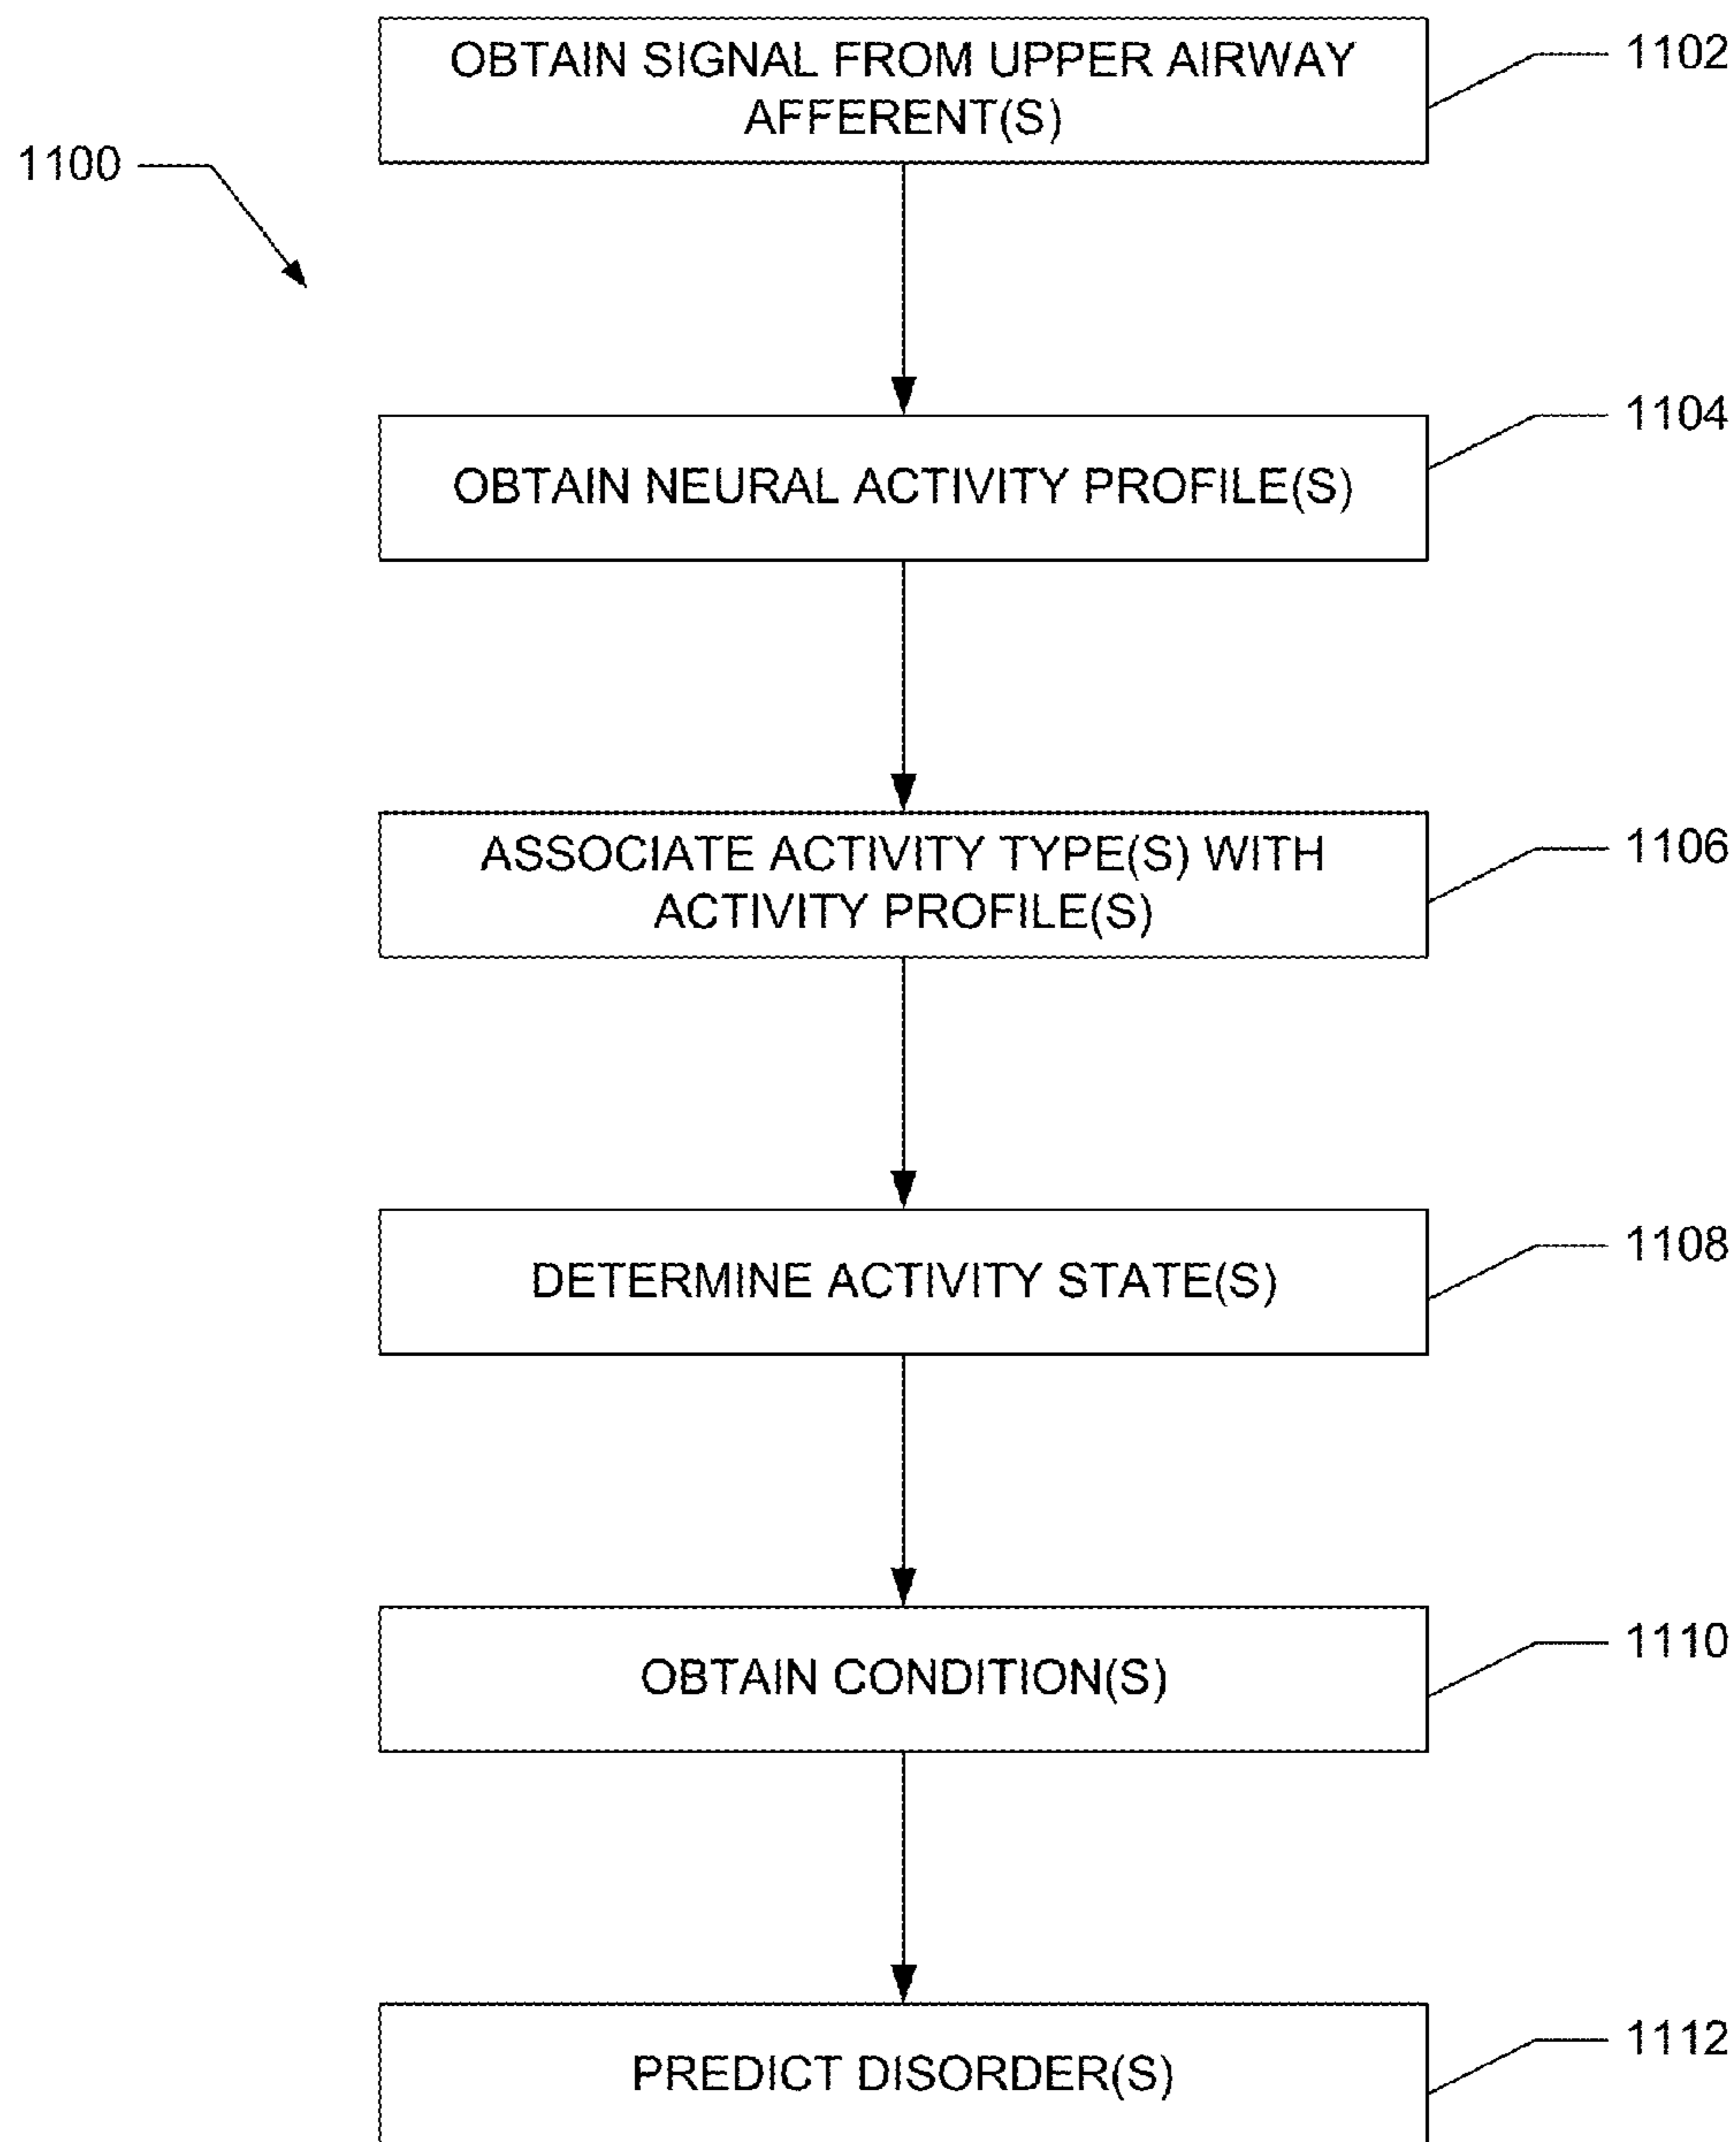 OBTAIN SIGNAL FROM UPPER AIRWAY
AFFERENT(S)
1102
1100
1104
OBTAIN NEURAL ACTIVITY PROFILE(S)
ASSOCIATE ACTIVITY TYPE(S) WITH
ACTIVITY PROFILE(S)
1106
1108
DETERMINE ACTIVITY STATE(S)
1110
OBTAIN CONDITION(S)
1112
PREDICT DISORDER(S)